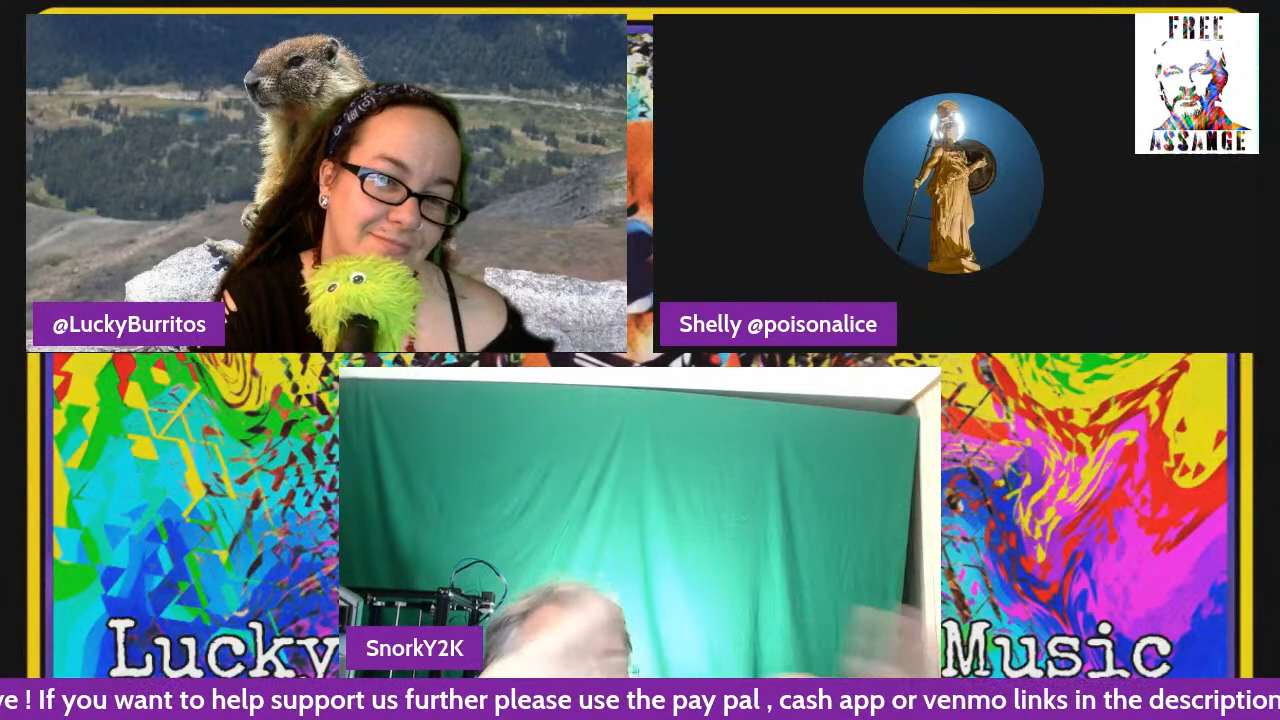 FREE
ASSANGE
@LuckyBurritos
Shelly @poisonalice
SnorkY2K
Lucky
Music
ve ! If you want to help support us further please use the pay pal , cash app or venmo links in the description